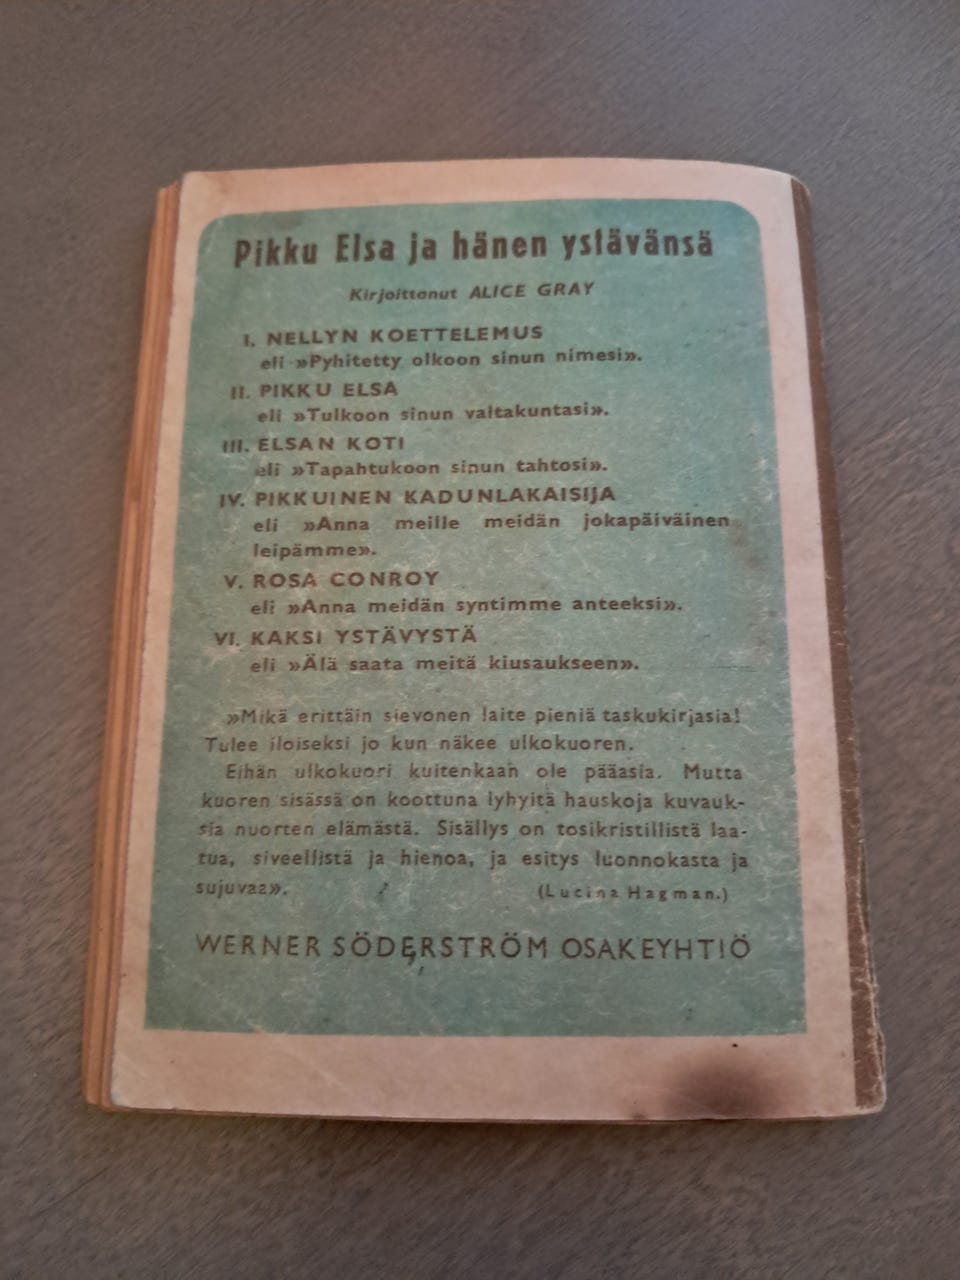 Pikku Elsa ja hänen ystävänsä
Kirjoittanut ALICE GRAY
I. NELLYN KOETTELEMUS
eli »Pyhitetty olkoon sinun nimesi».
II. PIKKU ELSA
eli »Tulkoon sinun valtakuntasi».
III. ELSAN KOTI
eli »Tapahtukoon sinun tahtosi».
IV. PIKKUINEN KADUNLAKAISIJA
eli »Anna meille meidän jokapäiväinen
leipämme».
V. ROSA CONROY
eli »Anna meidän syntimme anteeksi».
VI. KAKSI YSTÄVYSTÄ
eli »Älä saata meitä kiusaukseen».
»Mikä erittäin sievonen laite pieniä taskukirjasia!
Tulee iloiseksi jo kun näkee ulkokuoren.
Eihän ulkokuori kuitenkaan ole pääasia. Mutta
kuoren sisässä on koottuna lyhyitä hauskoja kuvauk-
sia nuorten elämästä. Sisällys on tosikristillistä laa-
tua, siveellistä ja hienoa, ja esitys luonnokasta ja
sujuvaa».
(Lucina Hagman.)
WERNER SÖDERSTRÖM OSAKEYHTIÖ